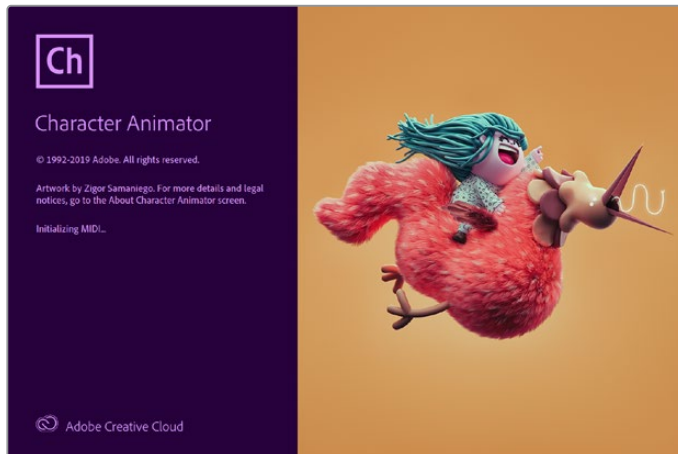 Ch
Character Animator
© 1992-2019 Adobe. All rights reserved.
Artwork by Zigor Samaniego. For more details and legal
notices, go to the About Character Animator screen.
Initializing MIDI...
Adobe Creative Cloud